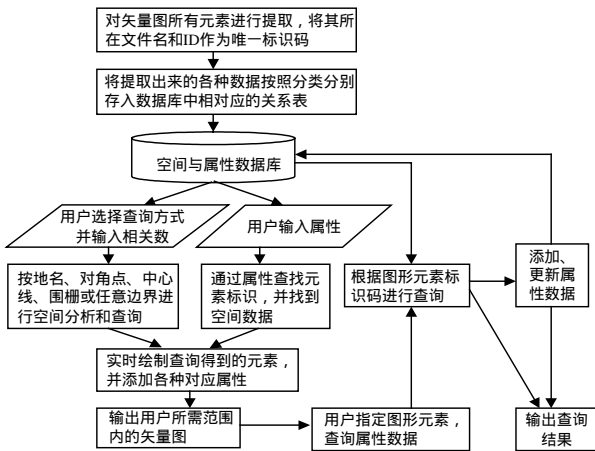 对矢量图所有元素进行提取，将其所
在文件名和ID作为唯一标识码
将提取出来的各种数据按照分类分别
存入数据库中相对应的关系表
空间与属性数据库
用户选择查询方式
并输入相关数
用户输入属性
按地名、对角点、中心
线、围栅或任意边界进
行空间分析和查询
通过属性查找元
素标识，并找到
空间数据
根据图形元素标
识码进行查询
添加、
更新属
性数据
实时绘制查询得到的元素，
并添加各种对应属性
输出用户所需范围
内的矢量图
用户指定图形元素，
查询属性数据
输出查询
结果